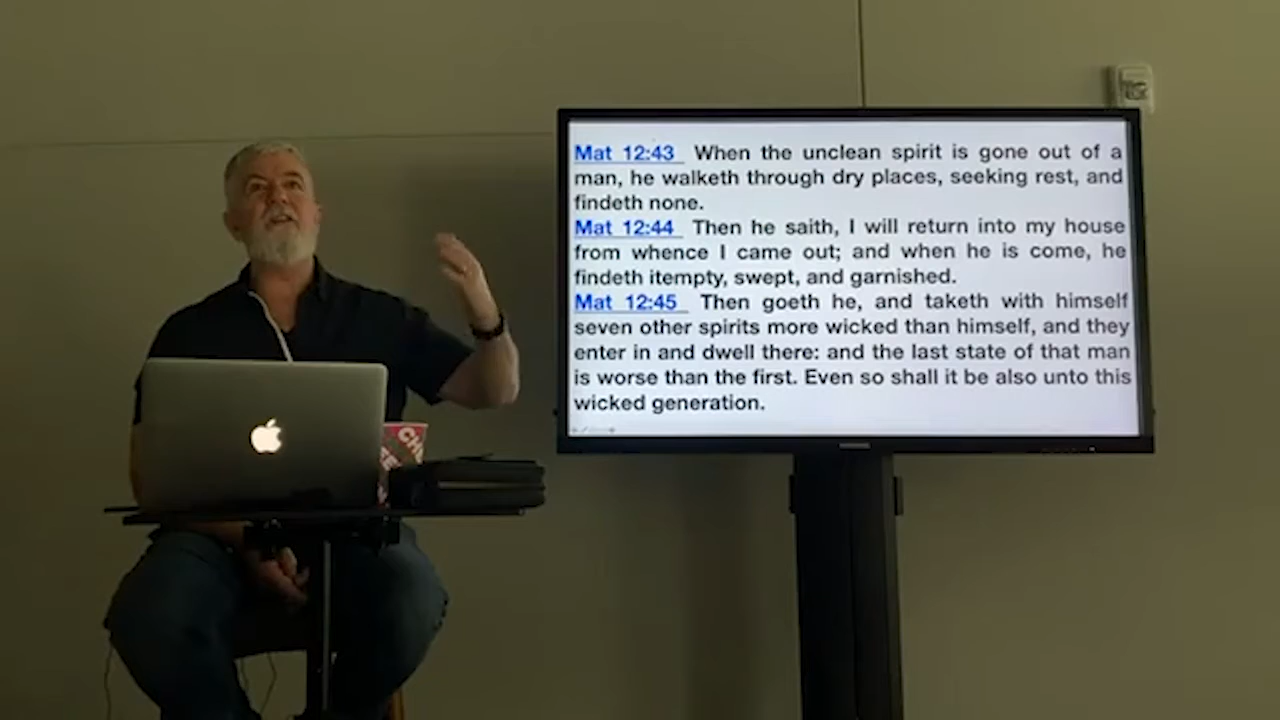 Mat 12:43 When the unclean spirit is gone out of a
man, he walketh through dry places, seeking rest, and
findeth none.
Mat 12:44 Then he saith, I will return into my house
from whence I came out; and when he is come, he
findeth itempty, swept, and garnished.
Mat 12:45 Then goeth he, and taketh with himself
seven other spirits more wicked than himself, and they
enter in and dwell there: and the last state of that man
is worse than the first. Even so shall it be also unto this
wicked generation.